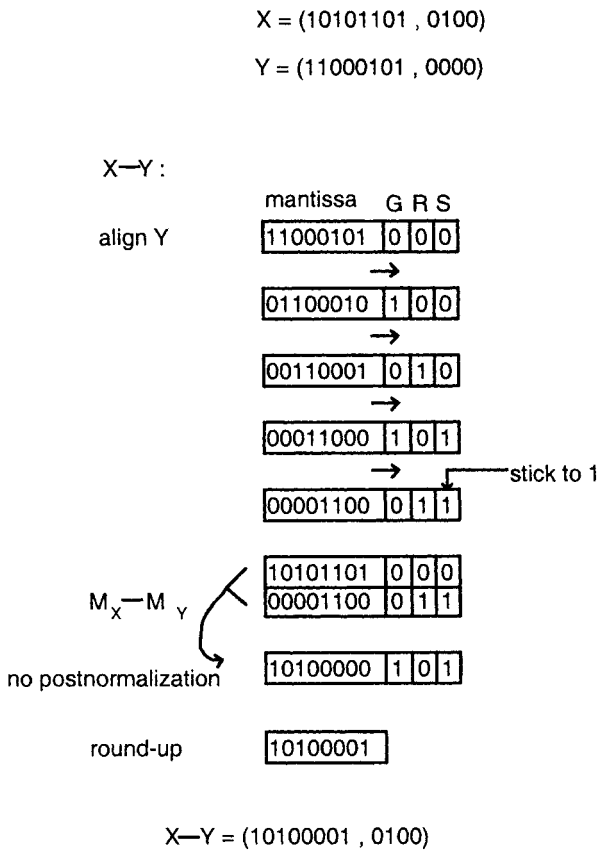 X = (10101101 , 0100)
Y = (11000101 , 0000)
X—Y :
mantissa G R S
align Y 11000101 0 0 0
01100010 1 0 0
00110001 0 1 0
00011000 1 0 1
stick to 1
00001100 0 1 1
10101101 0 0 0
M_X—M_Y 00001100 0 1 1
no postnormalization 10100000 1 0 1
round-up 10100001
X—Y = (10100001 , 0100)